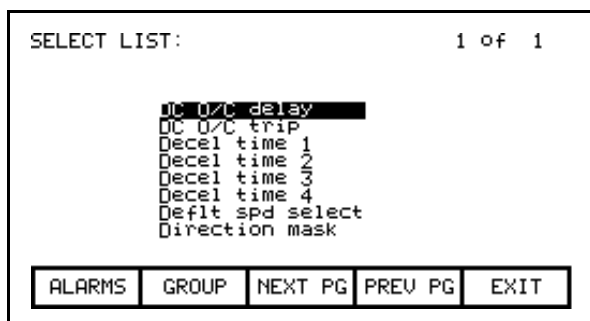 SELECT LIST: 1 of 1
DC O/C delay
DC O/C trip
Decel time 1
Decel time 2
Decel time 3
Decel time 4
Deflt spd select
Direction mask
ALARMS GROUP NEXT PG PREV PG EXIT